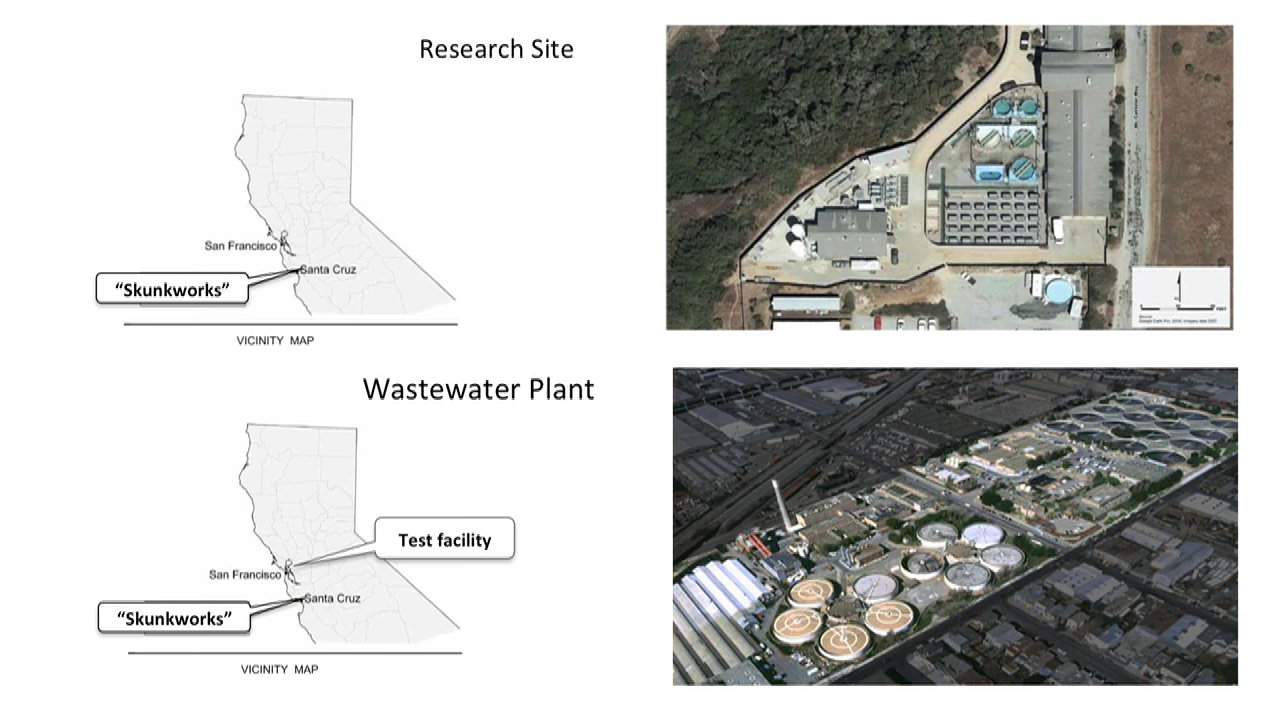 Research Site
San Francisco
Santa Cruz
“Skunkworks”
VICINITY MAP
Wastewater Plant
Test facility
San Francisco
Santa Cruz
“Skunkworks”
VICINITY MAP